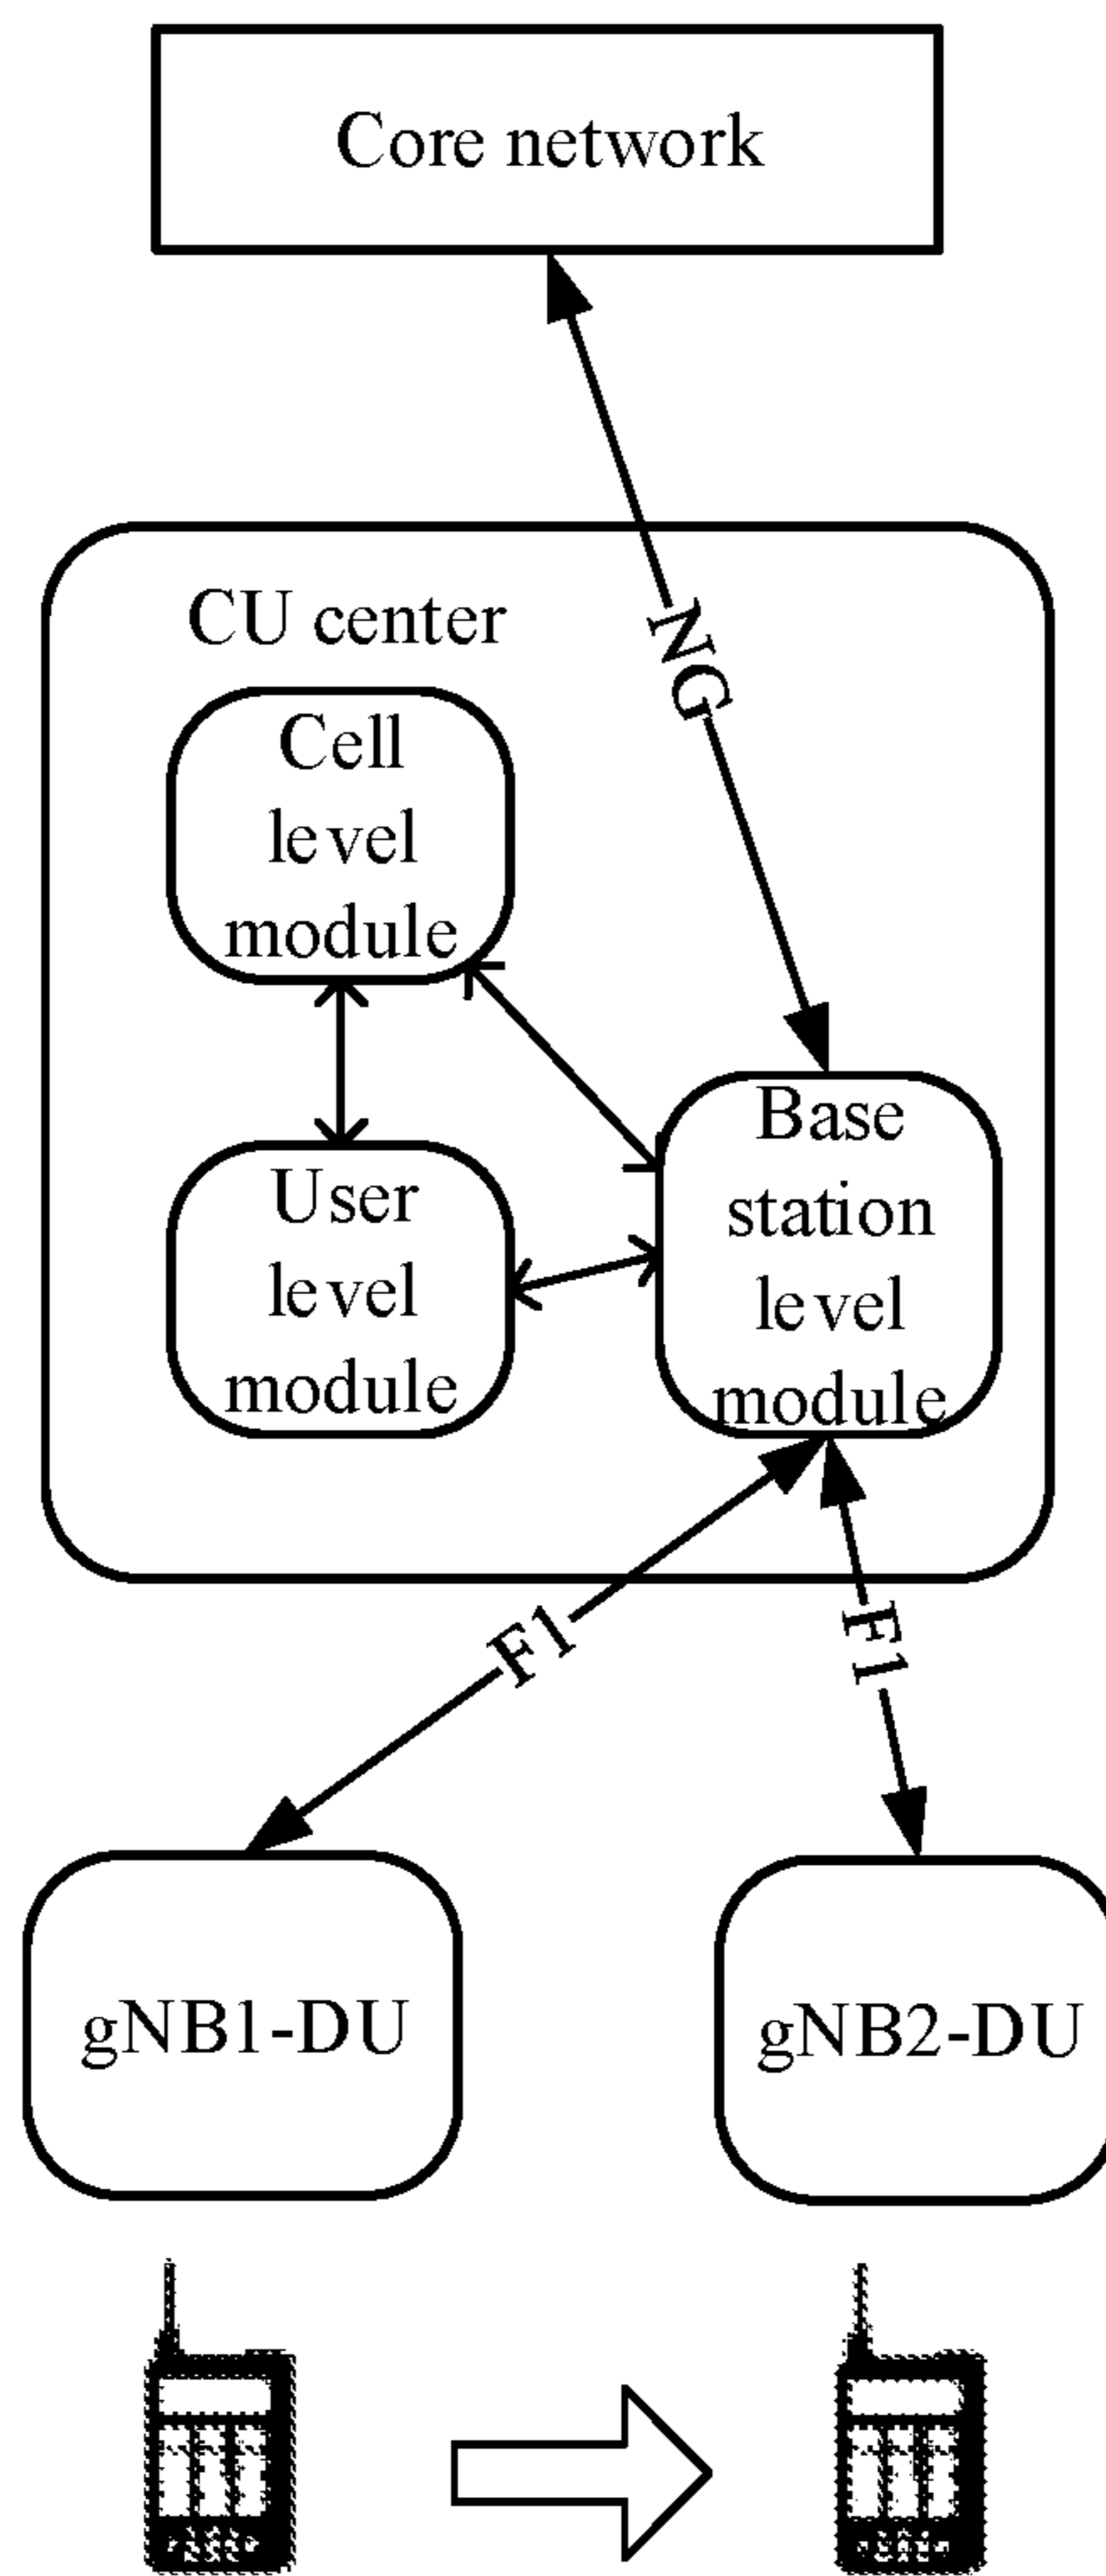 Core network
CU center
NG
Cell
level
module
User
level
module
Base
station
level
module
F1
F1
gNB1-DU
gNB2-DU